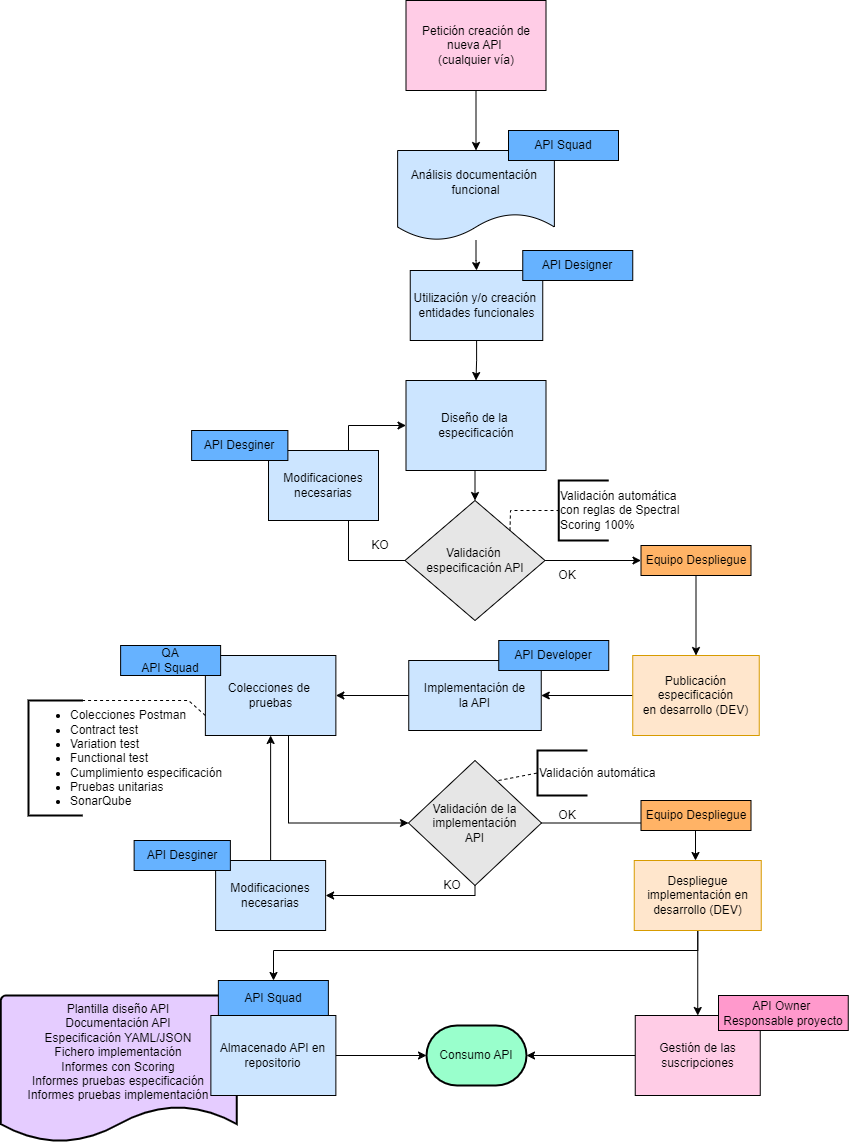 Petición creación de
nueva API
(cualquier vía)
API Squad
Análisis documentación
funcional
API Designer
Utilización y/o creación
entidades funcionales
Diseño de la
especificación
API Desginer
Modificaciones
necesarias
Validación automática
con reglas de Spectral
Scoring 100%
KO
Validación
especificación API
OK
Equipo Despliegue
QA
API Squad
API Developer
Colecciones de
pruebas
Implementación de
la API
Publicación
especificación
en desarrollo (DEV)
Colecciones Postman
Contract test
Variation test
Functional test
Cumplimiento especificación
Pruebas unitarias
SonarQube
Validación automática
Validación de la
implementación
API
OK
Equipo Despliegue
API Desginer
Modificaciones
necesarias
KO
Despliegue
implementación en
desarrollo (DEV)
API Squad
API Owner
Responsable proyecto
Plantilla diseño API
Documentación API
Especificación YAML/JSON
Fichero implementación
Informes con Scoring
Informes pruebas especificación
Informes pruebas implementación
Almacenado API en
repositorio
Consumo API
Gestión de las
suscripciones